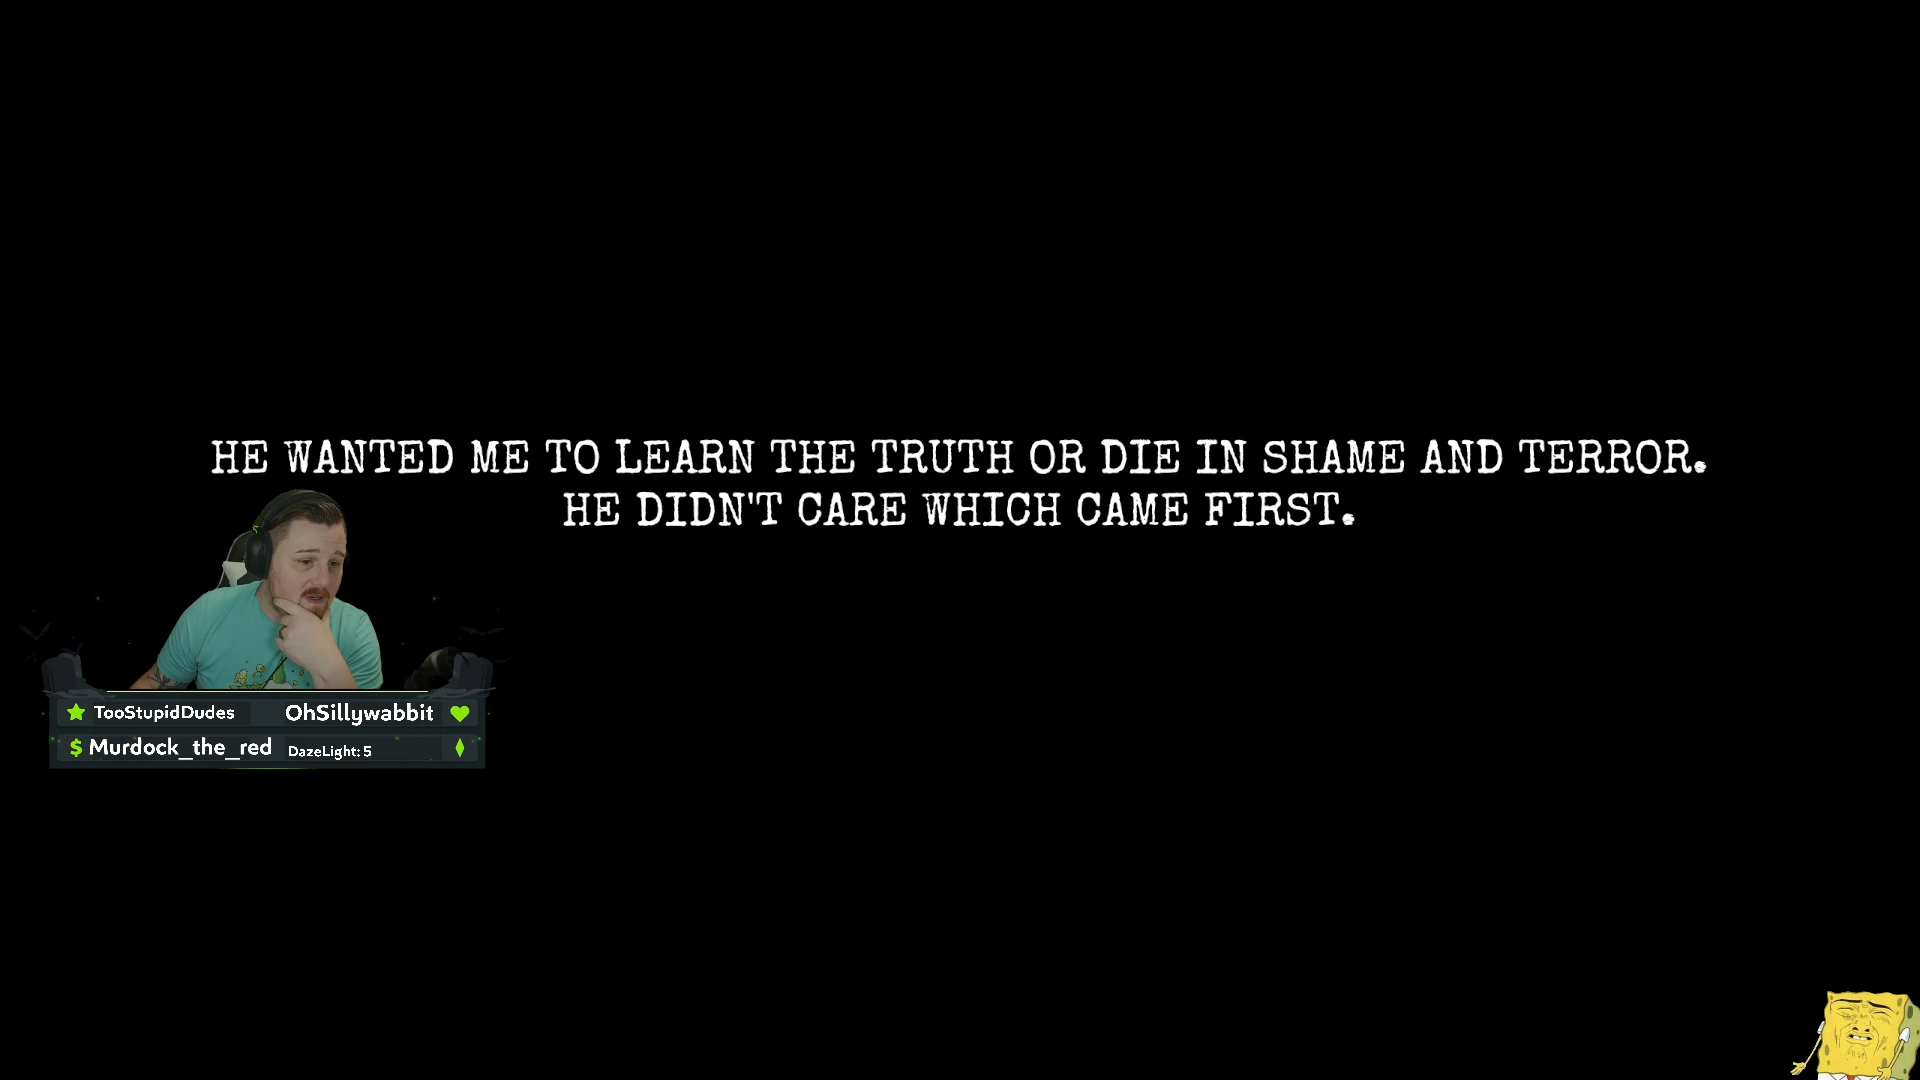 HE WANTED ME TO LEARN THE TRUTH OR DIE IN SHAME AND TERROR.
HE DIDN'T CARE WHICH CAME FIRST.
TooStupidDudes OhSillywabbit
$ Murdock_the_red DazeLight: 5